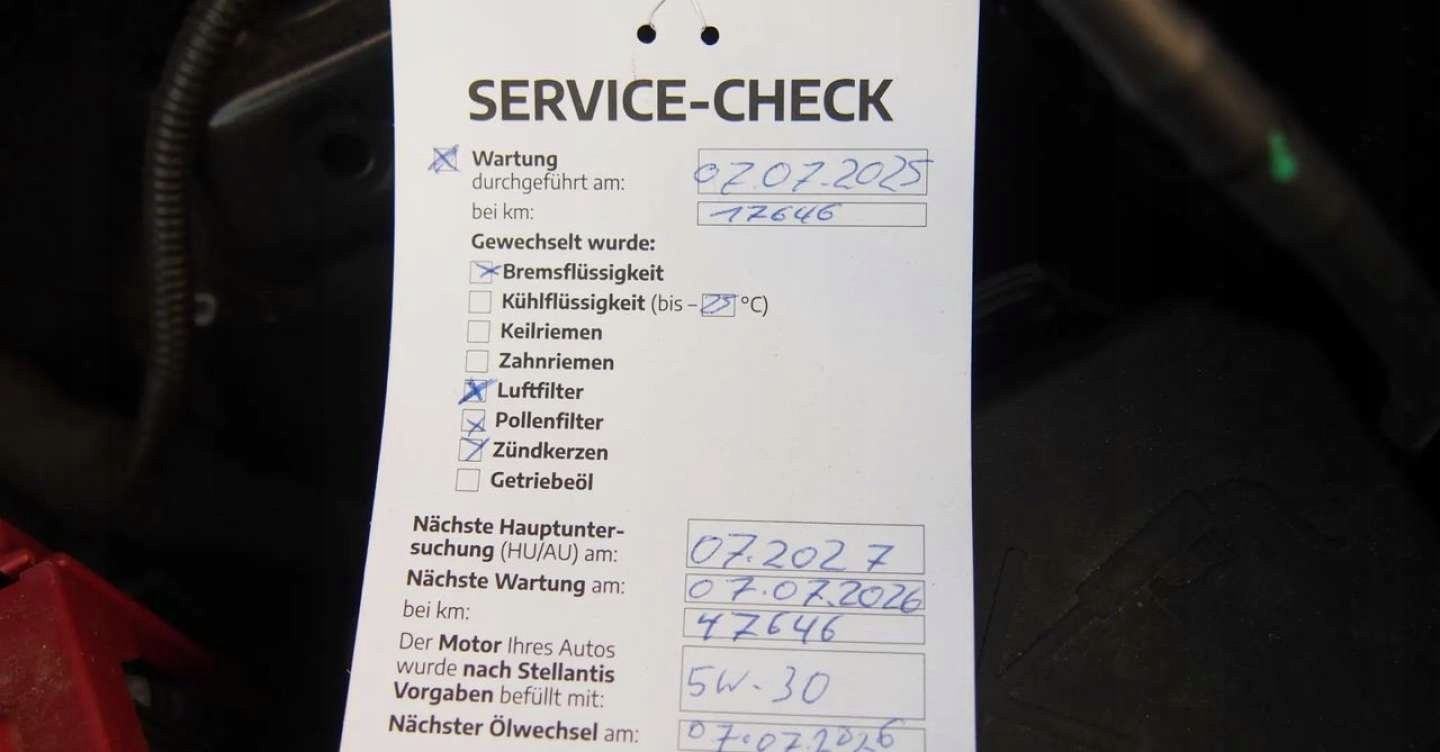 SERVICE-CHECK
Wartung
durchgeführt am: 07.07.2025
bei km: 17646
Gewechselt wurde:
Bremsflüssigkeit
Kühlflüssigkeit (bis -25 °C)
Keilriemen
Zahnriemen
Luftfilter
Pollenfilter
Zündkerzen
Getriebeöl
Nächste Hauptunter-
suchung (HU/AU) am: 07.2027
Nächste Wartung am: 07.07.2026
bei km: 47646
Der Motor Ihres Autos
wurde nach Stellantis
Vorgaben befüllt mit: 5W-30
Nächster Ölwechsel am: 07.07.2026